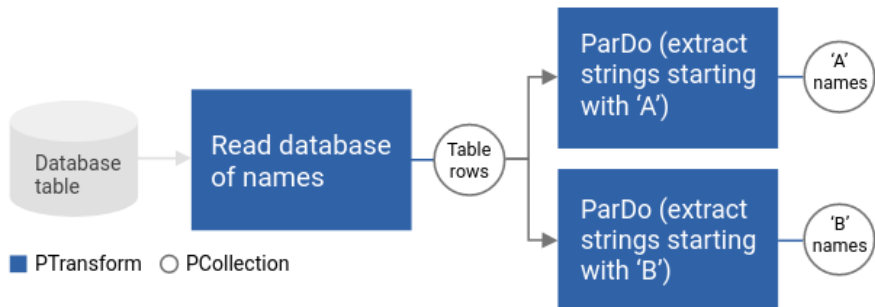 Database
table
Read database
of names
Table
rows
ParDo (extract
strings starting
with ‘A’)
‘A’
names
ParDo (extract
strings starting
with ‘B’)
‘B’
names
PTransform
PCollection